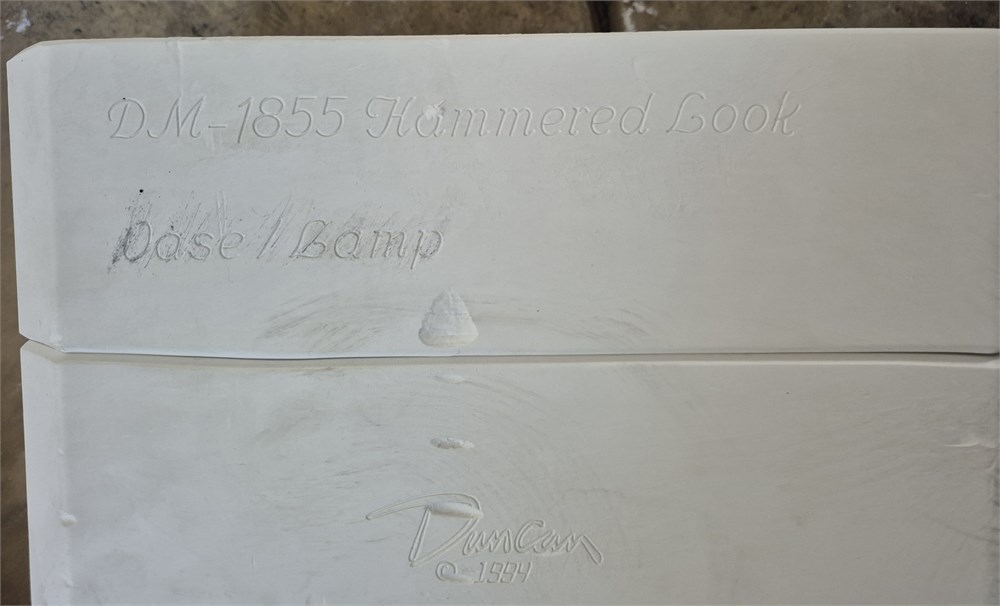 DM-1855 Hammered Look
Vase / Lamp
Duncan
© 1994